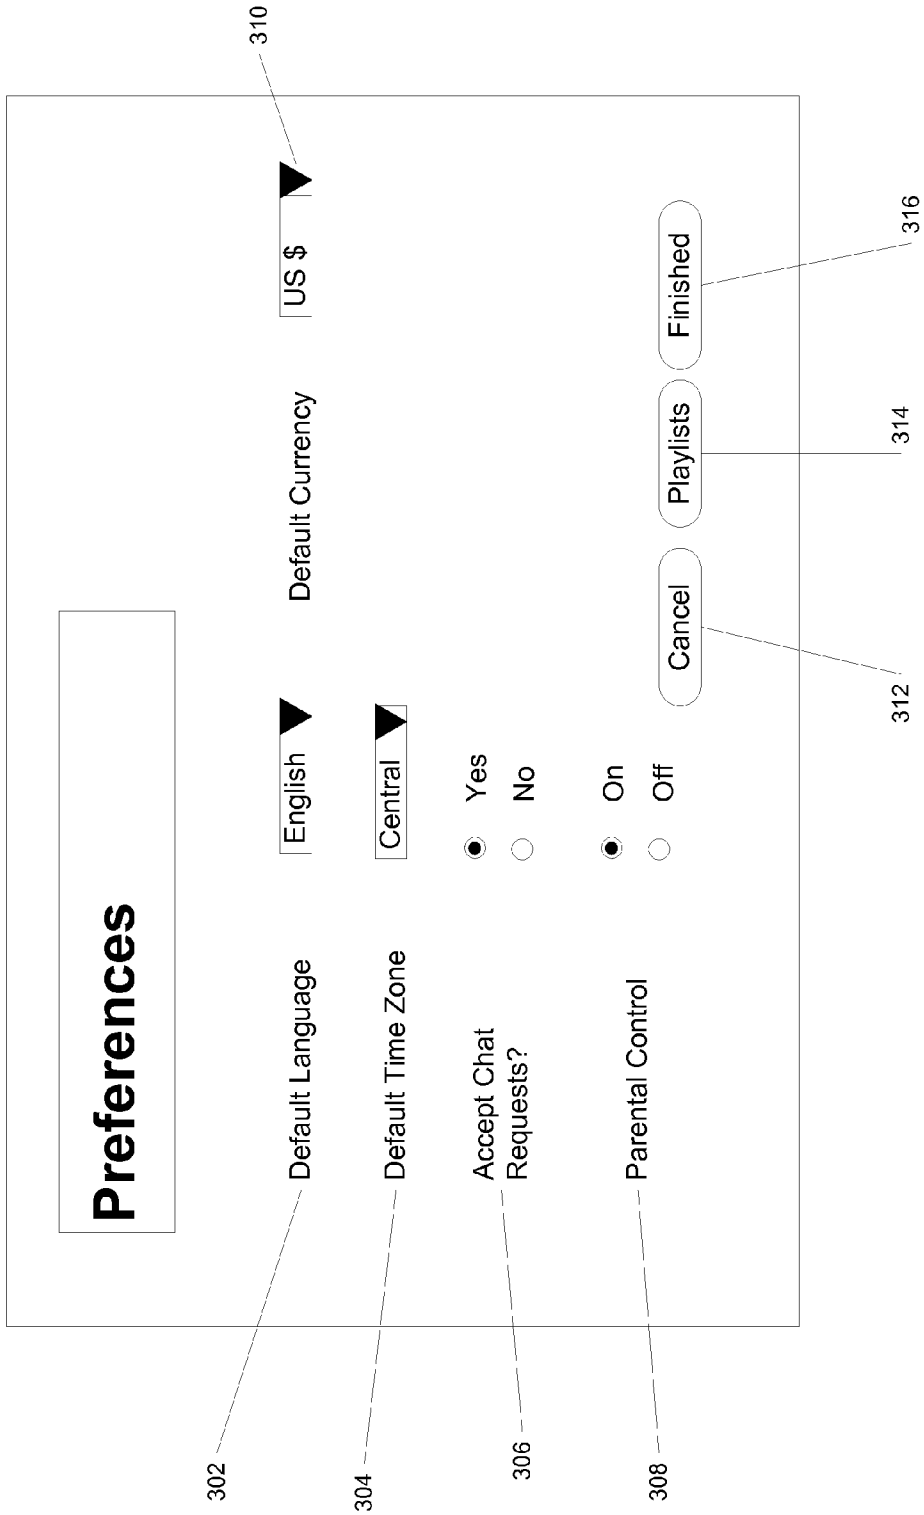 Preferences
302
Default Language
English
Default Currency
US $
310
304
Default Time Zone
Central
306
Accept Chat
Requests?
Yes
No
308
Parental Control
On
Off
Cancel
Playlists
Finished
312
314
316